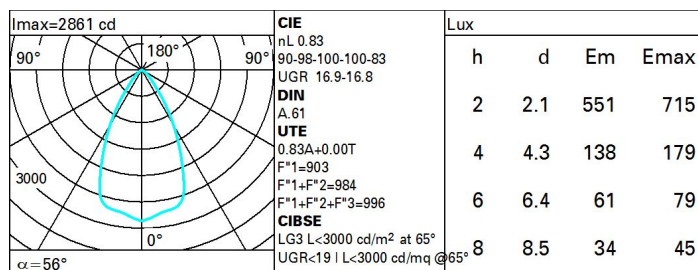 Imax=2861 cd
90°
180°
90°
3000
0°
α=56°
CIE
nL 0.83
90-98-100-100-83
UGR 16.9-16.8
DIN
A.61
UTE
0.83A+0.00T
F"1=903
F"1+F"2=984
F"1+F"2+F"3=996
CIBSE
LG3 L<3000 cd/m² at 65°
UGR<19 | L<3000 cd/mq @65°
Lux
h d Em Emax
2 2.1 551 715
4 4.3 138 179
6 6.4 61 79
8 8.5 34 45